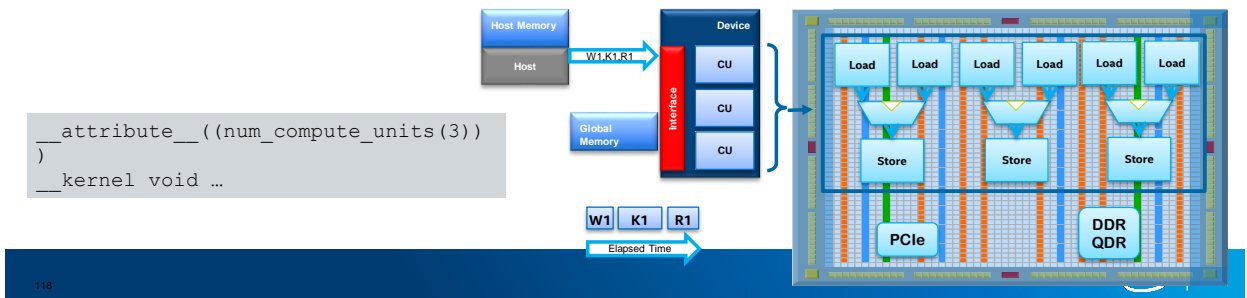 __attribute__((num_compute_units(3))
)
__kernel void …
Host Memory
Host
W1,K1,R1
Global
Memory
Device
Interface
CU
CU
CU
W1 K1 R1
Elapsed Time
Load Load Load Load Load Load
Store Store Store
PCIe
DDR
QDR
118